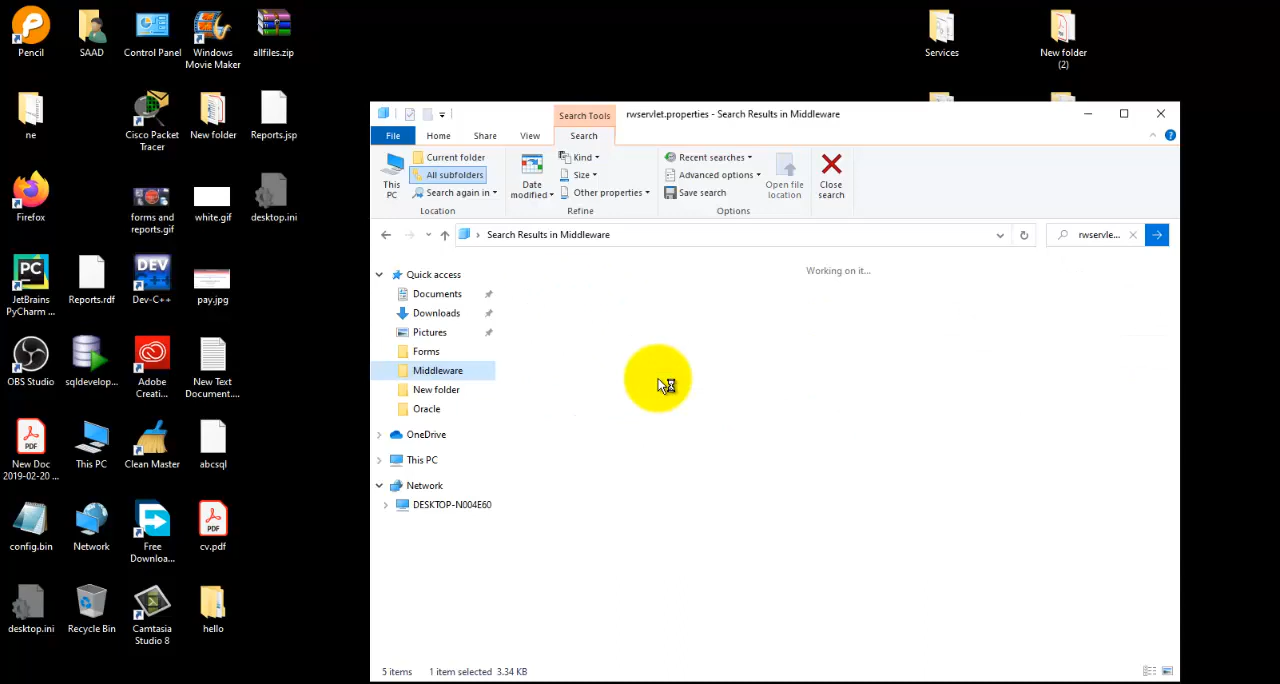 Pencil
SAAD
Control Panel
Windows
Movie Maker
allfiles.zip
Services
New folder
(2)
ne
Cisco Packet
Tracer
New folder
Reports.jsp
Firefox
forms and
reports.gif
white.gif
desktop.ini
PC
JetBrains
PyCharm ...
Reports.rdf
DEV
Dev-C++
pay.jpg
OBS Studio
sqldevelop...
Adobe
Creati...
New Text
Document....
PDF
New Doc
2019-02-20 ...
This PC
Clean Master
abcsql
config.bin
Network
Free
Downloa...
PDF
cv.pdf
desktop.ini
Recycle Bin
Camtasia
Studio 8
hello
Search Tools
rwservlet.properties - Search Results in Middleware
File
Home
Share
View
Search
This
PC
Current folder
All subfolders
Search again in
Location
Date
modified
Kind
Size
Other properties
Refine
Recent searches
Advanced options
Save search
Options
Open file
location
Close
search
Search Results in Middleware
rwservle...
Working on it...
Quick access
Documents
Downloads
Pictures
Forms
Middleware
New folder
Oracle
OneDrive
This PC
Network
DESKTOP-N004E60
5 items
1 item selected 3.34 KB